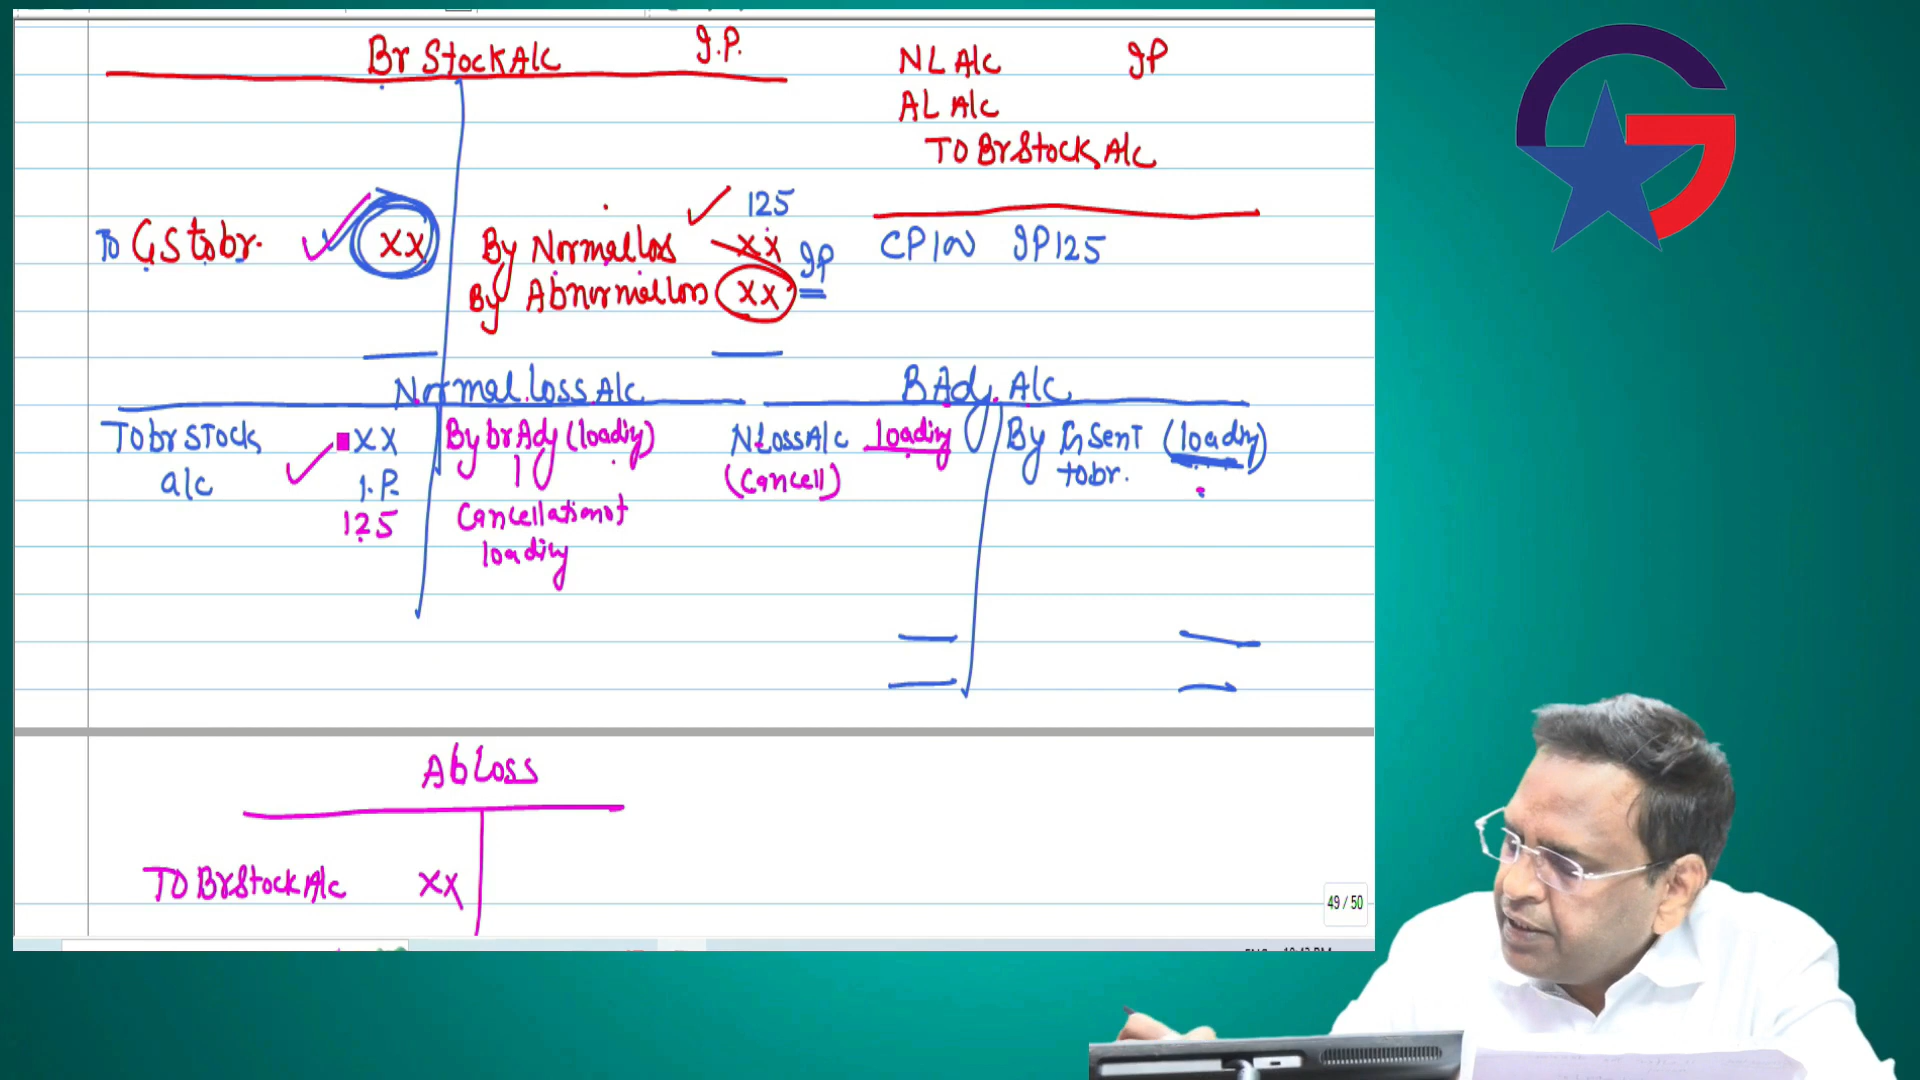 Br Stock A/c I.P.
NL A/c IP
AL A/c
TO Br Stock A/c
125
To GS to br. XX By Normal loss XX IP CP 100 IP 125
By Abnormal loss XX
Normal loss A/c B Adj. A/c
To br Stock a/c XX I.P. 125
By br Adj (loading)
Cancellation of loading
N Loss A/c loading (Cancell)
By G Sent to br. (loading)
Ab Loss
TO Br Stock A/c XX
49 / 50